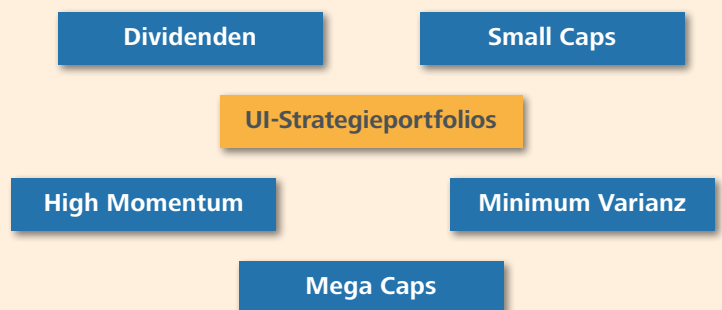 Dividenden
Small Caps
UI-Strategieportfolios
High Momentum
Minimum Varianz
Mega Caps